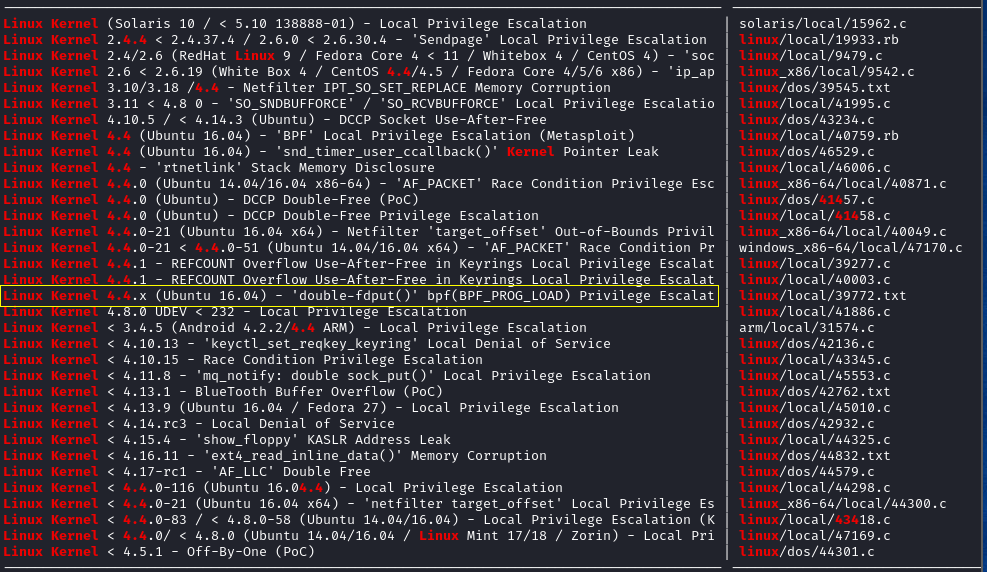 Linux Kernel (Solaris 10 / < 5.10 138888-01) - Local Privilege Escalation | solaris/local/15962.c
Linux Kernel 2.4.4 < 2.4.37.4 / 2.6.0 < 2.6.30.4 - 'Sendpage' Local Privilege Escalation | linux/local/19933.rb
Linux Kernel 2.4/2.6 (RedHat Linux 9 / Fedora Core 4 < 11 / Whitebox 4 / CentOS 4) - 'soc | linux/local/9479.c
Linux Kernel 2.6 < 2.6.19 (White Box 4 / CentOS 4.4/4.5 / Fedora Core 4/5/6 x86) - 'ip_ap | linux_x86/local/9542.c
Linux Kernel 3.10/3.18 /4.4 - Netfilter IPT_SO_SET_REPLACE Memory Corruption | linux/dos/39545.txt
Linux Kernel 3.11 < 4.8 0 - 'SO_SNDBUFFORCE' / 'SO_RCVBUFFORCE' Local Privilege Escalatio | linux/local/41995.c
Linux Kernel 4.10.5 / < 4.14.3 (Ubuntu) - DCCP Socket Use-After-Free | linux/dos/43234.c
Linux Kernel 4.4 (Ubuntu 16.04) - 'BPF' Local Privilege Escalation (Metasploit) | linux/local/40759.rb
Linux Kernel 4.4 (Ubuntu 16.04) - 'snd_timer_user_ccallback()' Kernel Pointer Leak | linux/dos/46529.c
Linux Kernel 4.4 - 'rtnetlink' Stack Memory Disclosure | linux/local/46006.c
Linux Kernel 4.4.0 (Ubuntu 14.04/16.04 x86-64) - 'AF_PACKET' Race Condition Privilege Esc | linux_x86-64/local/40871.c
Linux Kernel 4.4.0 (Ubuntu) - DCCP Double-Free (PoC) | linux/dos/41457.c
Linux Kernel 4.4.0 (Ubuntu) - DCCP Double-Free Privilege Escalation | linux/local/41458.c
Linux Kernel 4.4.0-21 (Ubuntu 16.04 x64) - Netfilter 'target_offset' Out-of-Bounds Privil | linux_x86-64/local/40049.c
Linux Kernel 4.4.0-21 < 4.4.0-51 (Ubuntu 14.04/16.04 x64) - 'AF_PACKET' Race Condition Pr | windows_x86-64/local/47170.c
Linux Kernel 4.4.1 - REFCOUNT Overflow Use-After-Free in Keyrings Local Privilege Escalat | linux/local/39277.c
Linux Kernel 4.4.1 - REFCOUNT Overflow Use-After-Free in Keyrings Local Privilege Escalat | linux/local/40003.c
Linux Kernel 4.4.x (Ubuntu 16.04) - 'double-fdput()' bpf(BPF_PROG_LOAD) Privilege Escalat | linux/local/39772.txt
Linux Kernel 4.8.0 UDEV < 232 - Local Privilege Escalation | linux/local/41886.c
Linux Kernel < 3.4.5 (Android 4.2.2/4.4 ARM) - Local Privilege Escalation | arm/local/31574.c
Linux Kernel < 4.10.13 - 'keyctl_set_reqkey_keyring' Local Denial of Service | linux/dos/42136.c
Linux kernel < 4.10.15 - Race Condition Privilege Escalation | linux/local/43345.c
Linux Kernel < 4.11.8 - 'mq_notify: double sock_put()' Local Privilege Escalation | linux/local/45553.c
Linux Kernel < 4.13.1 - BlueTooth Buffer Overflow (PoC) | linux/dos/42762.txt
Linux Kernel < 4.13.9 (Ubuntu 16.04 / Fedora 27) - Local Privilege Escalation | linux/local/45010.c
Linux Kernel < 4.14.rc3 - Local Denial of Service | linux/dos/42932.c
Linux Kernel < 4.15.4 - 'show_floppy' KASLR Address Leak | linux/local/44325.c
Linux Kernel < 4.16.11 - 'ext4_read_inline_data()' Memory Corruption | linux/dos/44832.txt
Linux Kernel < 4.17-rc1 - 'AF_LLC' Double Free | linux/dos/44579.c
Linux Kernel < 4.4.0-116 (Ubuntu 16.04.4) - Local Privilege Escalation | linux/local/44298.c
Linux Kernel < 4.4.0-21 (Ubuntu 16.04 x64) - 'netfilter target_offset' Local Privilege Es | linux_x86-64/local/44300.c
Linux Kernel < 4.4.0-83 / < 4.8.0-58 (Ubuntu 14.04/16.04) - Local Privilege Escalation (K | linux/local/43418.c
Linux Kernel < 4.4.0/ < 4.8.0 (Ubuntu 14.04/16.04 / Linux Mint 17/18 / Zorin) - Local Pri | linux/local/47169.c
Linux Kernel < 4.5.1 - Off-By-One (PoC) | linux/dos/44301.c